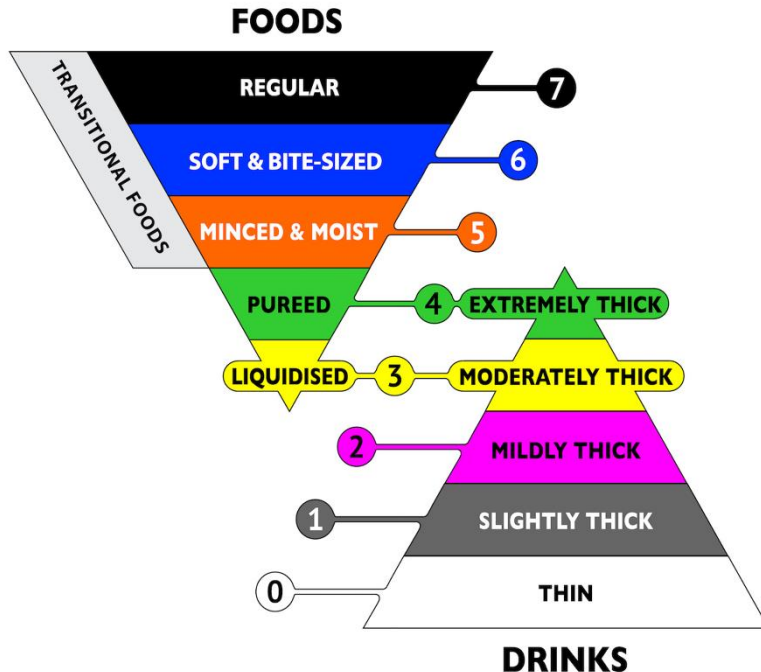 FOODS
TRANSITIONAL FOODS
REGULAR
7
SOFT & BITE-SIZED
6
MINCED & MOIST
5
PUREED
4
EXTREMELY THICK
LIQUIDISED
3
MODERATELY THICK
2
MILDLY THICK
1
SLIGHTLY THICK
0
THIN
DRINKS